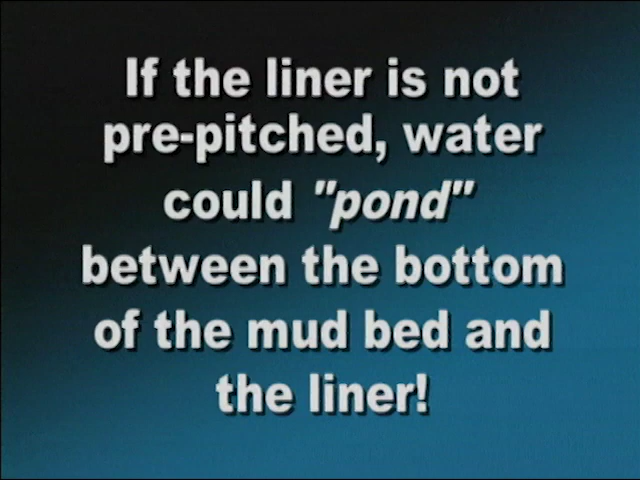 If the liner is not
pre-pitched, water
could "pond"
between the bottom
of the mud bed and
the liner!